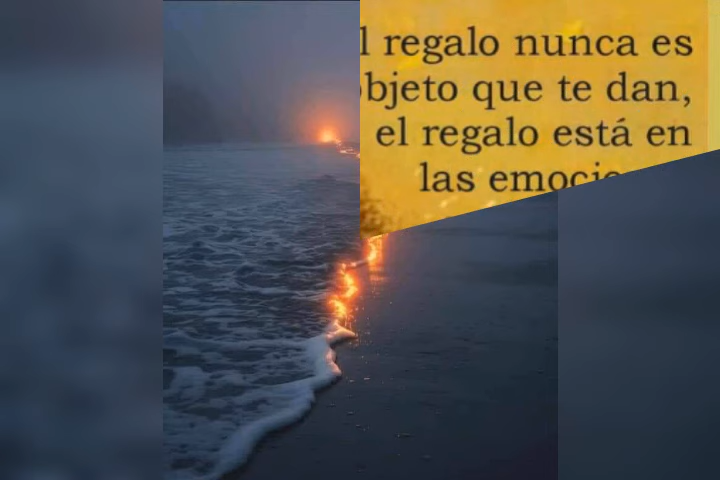 l regalo nunca es
bjeto que te dan,
el regalo está en
las